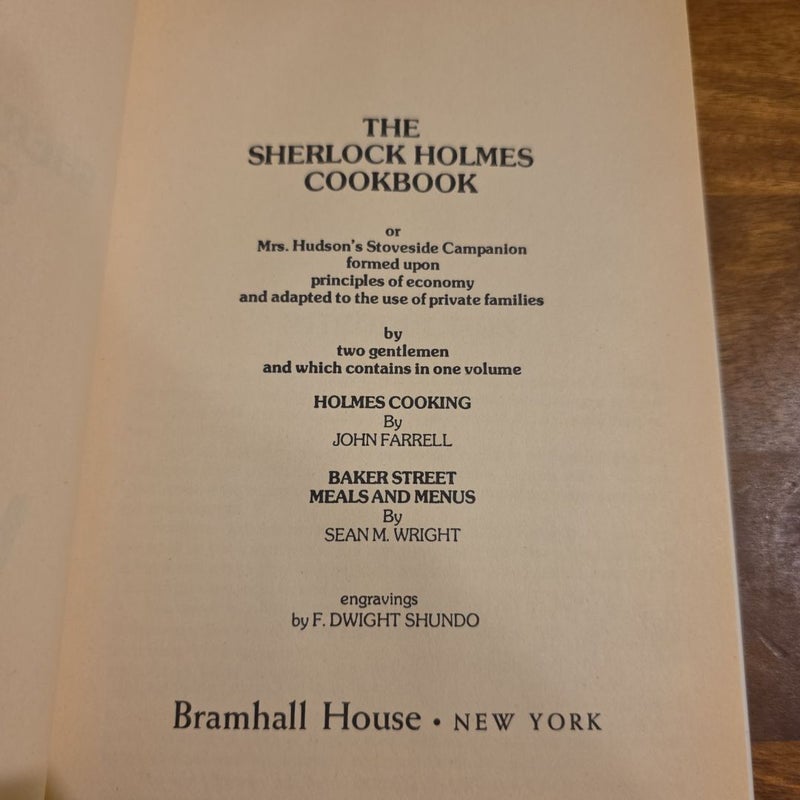 THE
SHERLOCK HOLMES
COOKBOOK
or
Mrs. Hudson's Stoveside Campanion
formed upon
principles of economy
and adapted to the use of private families
by
two gentlemen
and which contains in one volume
HOLMES COOKING
By
JOHN FARRELL
BAKER STREET
MEALS AND MENUS
By
SEAN M. WRIGHT
engravings
by F. DWIGHT SHUNDO
Bramhall House • NEW YORK